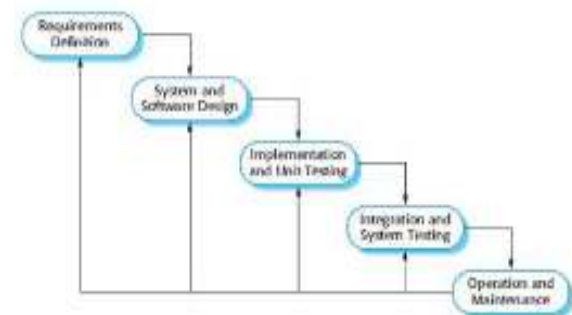 Requirements
Definition
System and
Software Design
Implementation
and Unit Testing
Integration and
System Testing
Operation and
Maintenance